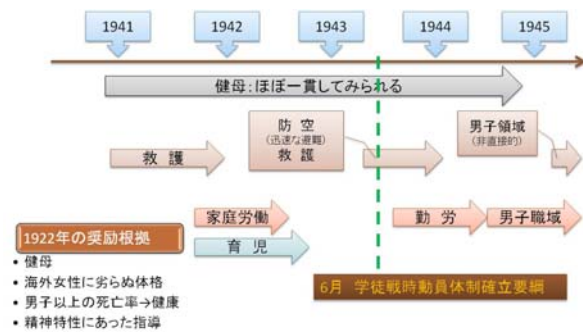 1941
1942
1943
1944
1945
健母：ほぼ一貫してみられる
救護
防空
(迅速な避難)
救護
男子領域
(非直接的)
家庭労働
勤労
男子職域
育児
1922年の奨励根拠
• 健母
• 海外女性に劣らぬ体格
• 男子以上の死亡率→健康
• 精神特性にあった指導
6月 学徒戦時動員体制確立要綱